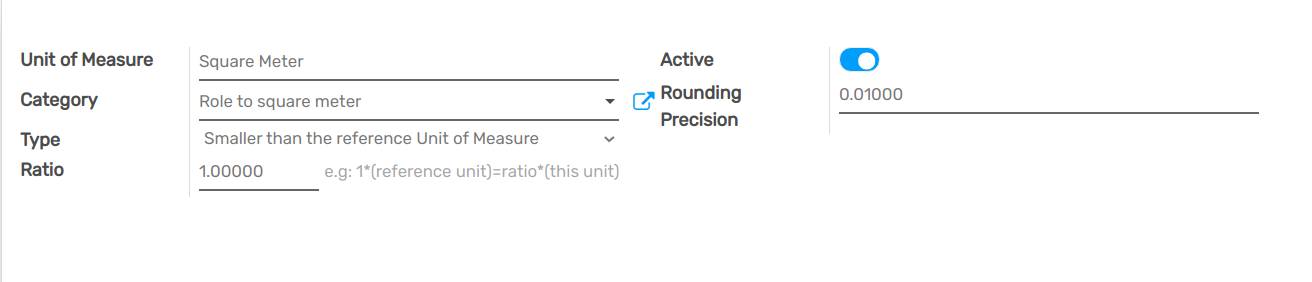 Unit of Measure
Square Meter
Category
Role to square meter
Type
Smaller than the reference Unit of Measure
Ratio
1.00000 e.g: 1*(reference unit)=ratio*(this unit)
Active
Rounding
Precision
0.01000